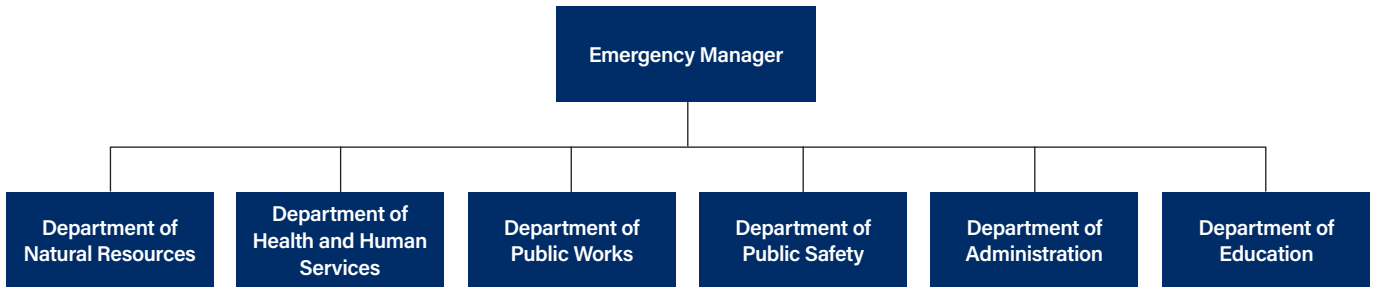 Emergency Manager
Department of
Natural Resources
Department of
Health and Human
Services
Department of
Public Works
Department of
Public Safety
Department of
Administration
Department of
Education